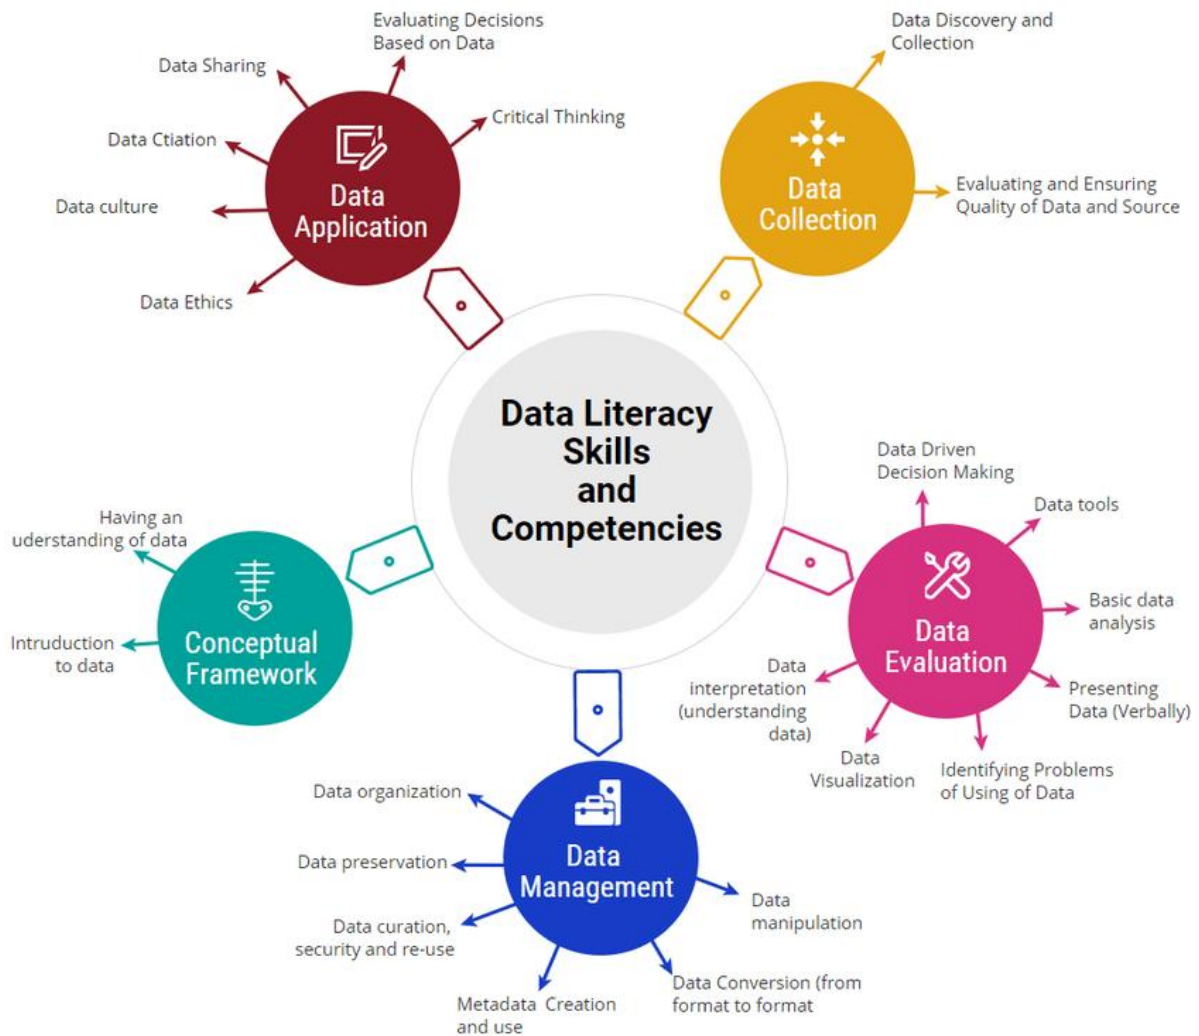 Data Literacy
Skills
and
Competencies
Data
Application
Evaluating Decisions
Based on Data
Data Sharing
Critical Thinking
Data Ctiation
Data culture
Data Ethics
Data
Collection
Data Discovery and
Collection
Evaluating and Ensuring
Quality of Data and Source
Data
Evaluation
Data Driven
Decision Making
Data tools
Basic data
analysis
Presenting
Data (Verbally)
Identifying Problems
of Using of Data
Data
Visualization
Data
interpretation
(understanding
data)
Data
Management
Data organization
Data preservation
Data curation,
security and re-use
Metadata Creation
and use
Data Conversion (from
format to format
Data
manipulation
Conceptual
Framework
Having an
uderstanding of data
Intruduction
to data